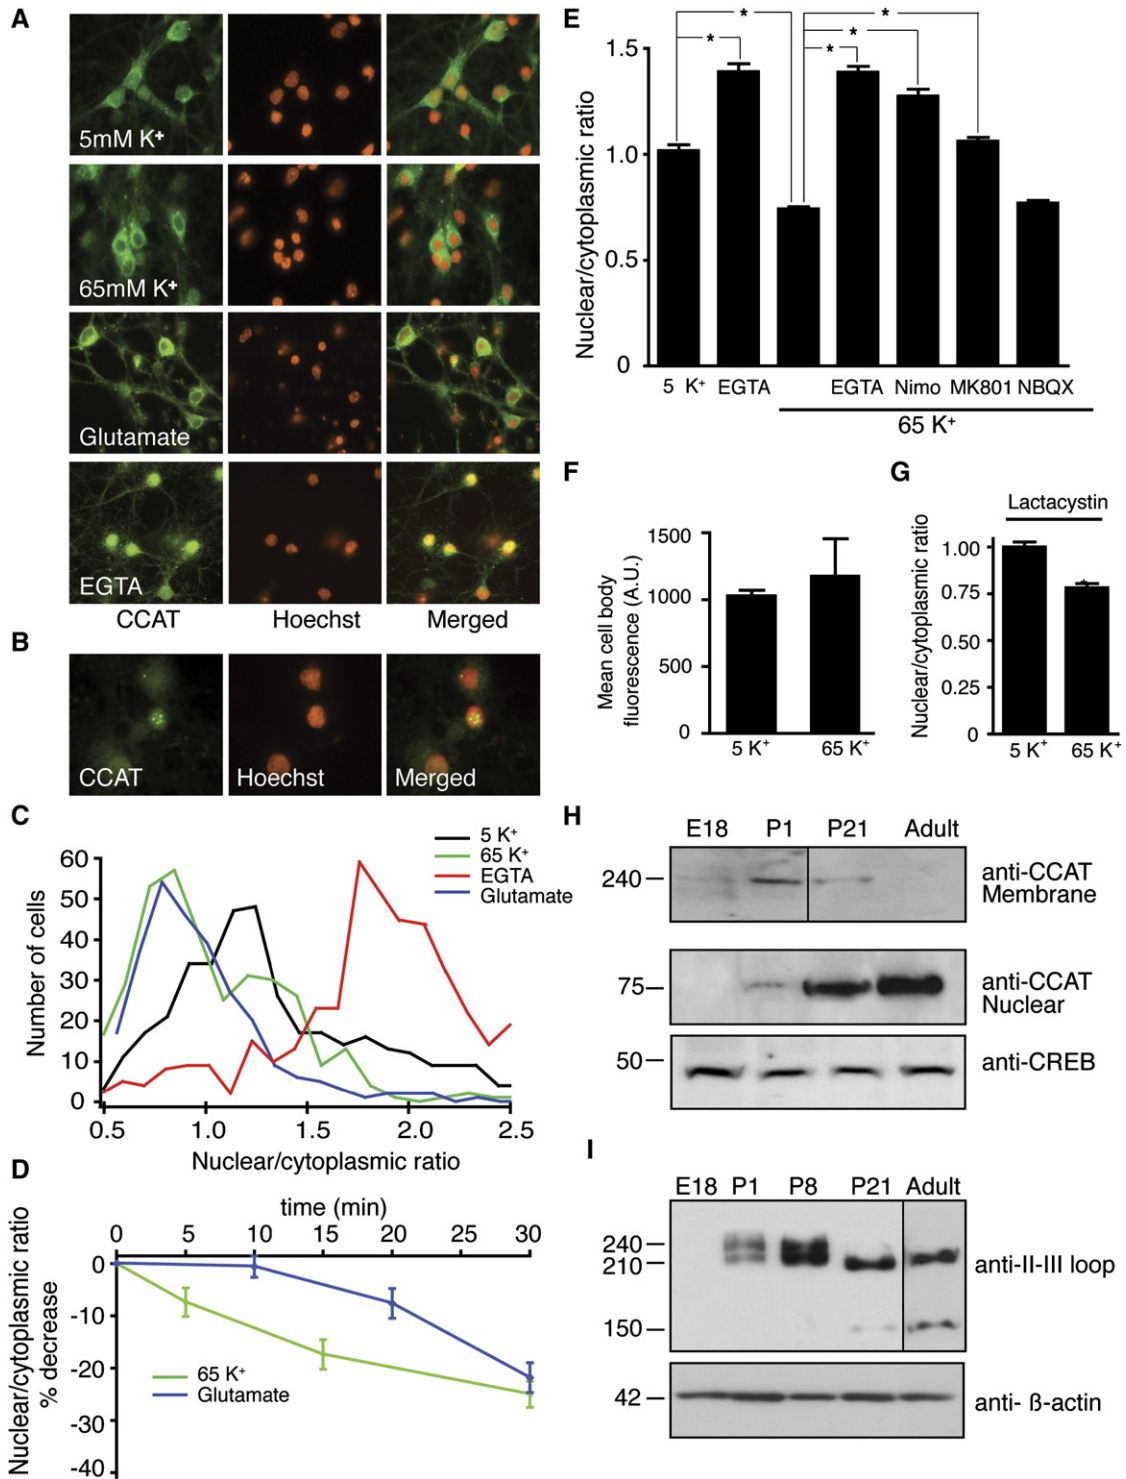 A
5mM K+
65mM K+
Glutamate
EGTA
CCAT Hoechst Merged
B
CCAT Hoechst Merged
C
Number of cells
60
50
40
30
20
10
0
5 K+
65 K+
EGTA
Glutamate
0.5 1.0 1.5 2.0 2.5
Nuclear/cytoplasmic ratio
D
Nuclear/cytoplasmic ratio
% decrease
time (min)
0 5 10 15 20 25 30
0
-10
-20
-30
-40
65 K+
Glutamate
E
Nuclear/cytoplasmic ratio
1.5
1.0
0.5
0
* * * * *
5 K+ EGTA EGTA Nimo MK801 NBQX
65 K+
F
Mean cell body
fluorescence (A.U.)
1500
1000
500
0
5 K+ 65 K+
G
Lactacystin
Nuclear/cytoplasmic ratio
1.00
0.75
0.50
0.25
0
5 K+ 65 K+
H
E18 P1 P21 Adult
240
anti-CCAT
Membrane
75
anti-CCAT
Nuclear
50
anti-CREB
I
E18 P1 P8 P21 Adult
240
210
150
anti-II-III loop
42
anti- ß-actin